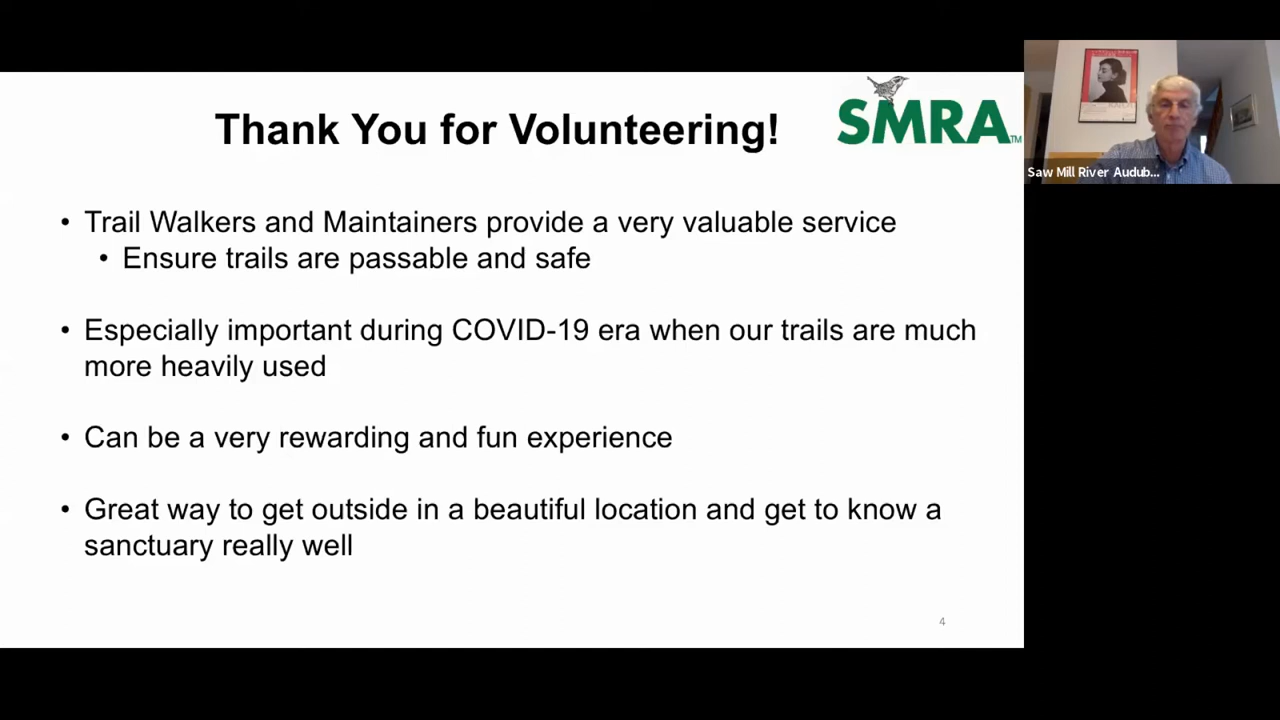 Thank You for Volunteering!
SMRA™
Saw Mill River Audub...
• Trail Walkers and Maintainers provide a very valuable service
• Ensure trails are passable and safe
• Especially important during COVID-19 era when our trails are much
more heavily used
• Can be a very rewarding and fun experience
• Great way to get outside in a beautiful location and get to know a
sanctuary really well
4